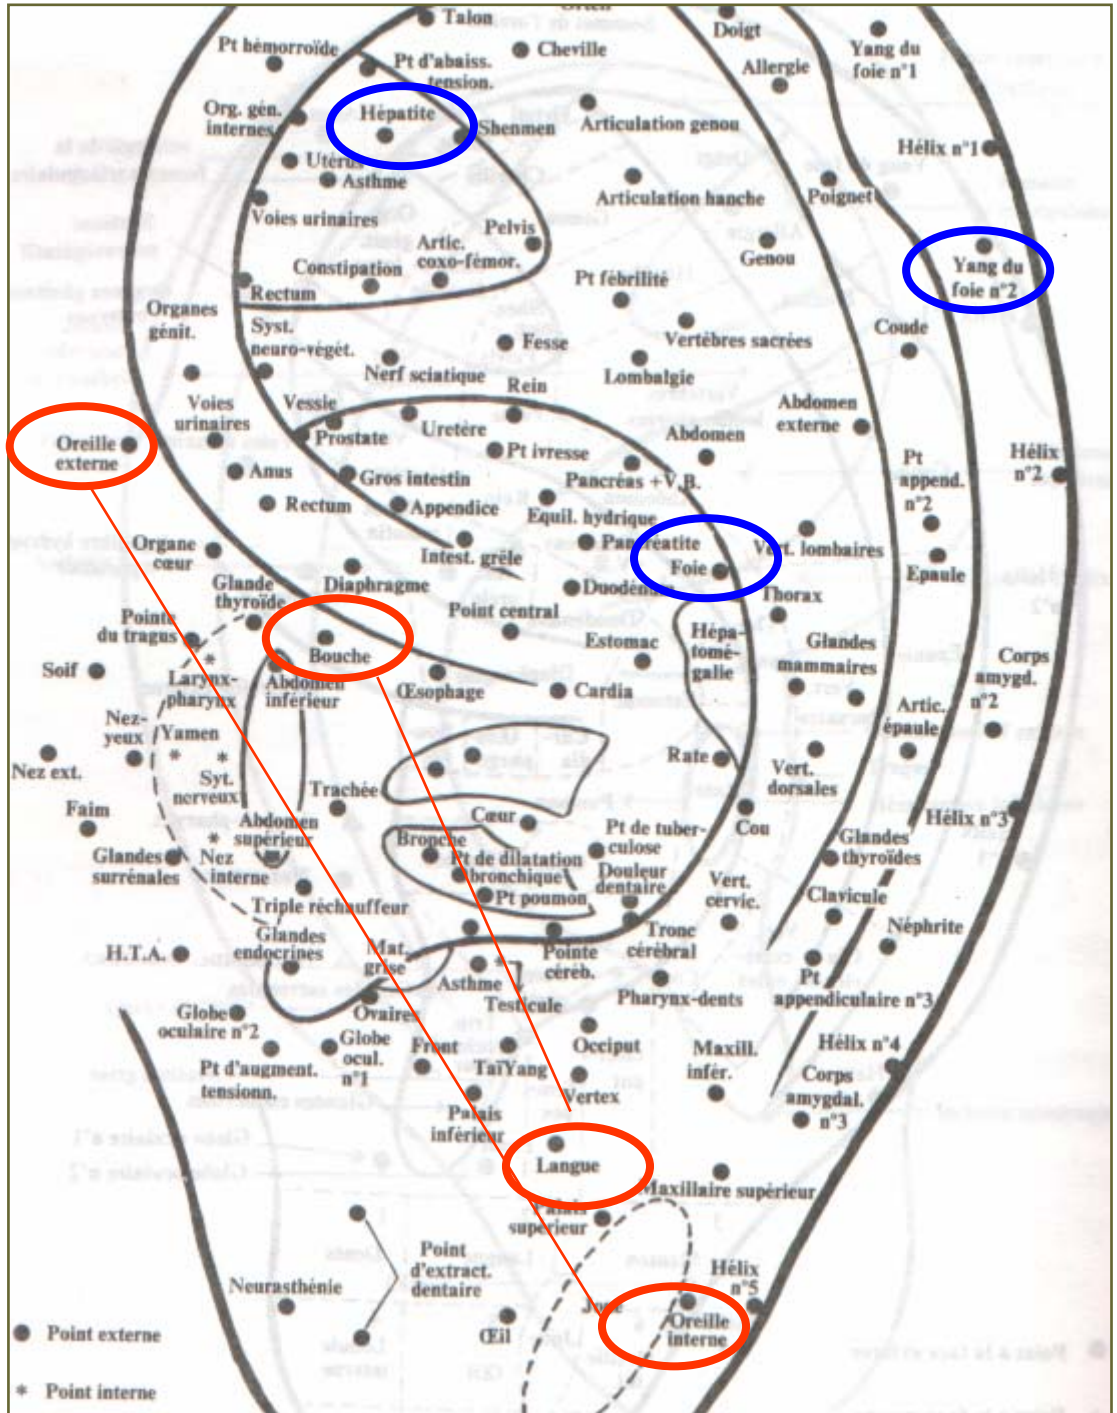 Talon
Doigt
Pt hémorroïde
Cheville
Yang du
foie n°1
Pt d'abaiss.
tension.
Allergie
Org. gén.
internes
Hépatite
Shenmen
Articulation genou
Hélix n°1
Utérus
Asthme
Articulation hanche
Poignet
Voies urinaires
Pelvis
Artic.
coxo-fémor.
Genou
Yang du
foie n°2
Constipation
Pt fébrilité
Rectum
Organes
génit.
Syst.
neuro-végét.
Fesse
Vertèbres sacrées
Coude
Nerf sciatique
Rein
Lombalgie
Voies
urinaires
Vessie
Abdomen
externe
Oreille
externe
Prostate
Uretère
Pt ivresse
Abdomen
Hélix
n°2
Anus
Gros intestin
Pancréas + V.B.
Pt
append.
n°2
Rectum
Appendice
Equil. hydrique
Organe
cœur
Intest. grêle
Pancréatite
Vert. lombaires
Foie
Epaule
Glande
thyroïde
Diaphragme
Duodénum
Thorax
Pointe
du tragus
Point central
Estomac
Hépa-
tomé-
galie
Glandes
mammaires
Corps
amygd.
n°2
Soif
Bouche
Larynx-
pharynx
Abdomen
inférieur
Œsophage
Cardia
Artic.
épaule
Nez-
yeux
Yamen
Nez ext.
Syt.
nerveux
Trachée
Rate
Vert.
dorsales
Faim
Abdomen
supérieur
Cœur
Pt de tuber-
culose
Cou
Hélix n°3
Glandes
surrénales
Nez
interne
Bronche
Pt de dilatation
bronchique
Douleur
dentaire
Glandes
thyroïdes
Triple réchauffeur
Pt poumon
Vert.
cervic.
Clavicule
H.T.A.
Glandes
endocrines
Mat.
grise
Pointe
céréb.
Tronc
cérébral
Néphrite
Asthme
Testicule
Pharynx-dents
Pt
appendiculaire n°3
Globe
oculaire n°2
Ovaires
Globe
ocul.
n°1
Front
TaïYang
Occiput
Maxill.
infér.
Hélix n°4
Pt d'augment.
tensionn.
Vertex
Corps
amygdal.
n°3
Palais
inférieur
Langue
Maxillaire supérieur
Palais
supérieur
Point
d'extract.
dentaire
Neurasthénie
Hélix
n°5
Œil
Joue
Oreille
interne
Point externe
* Point interne